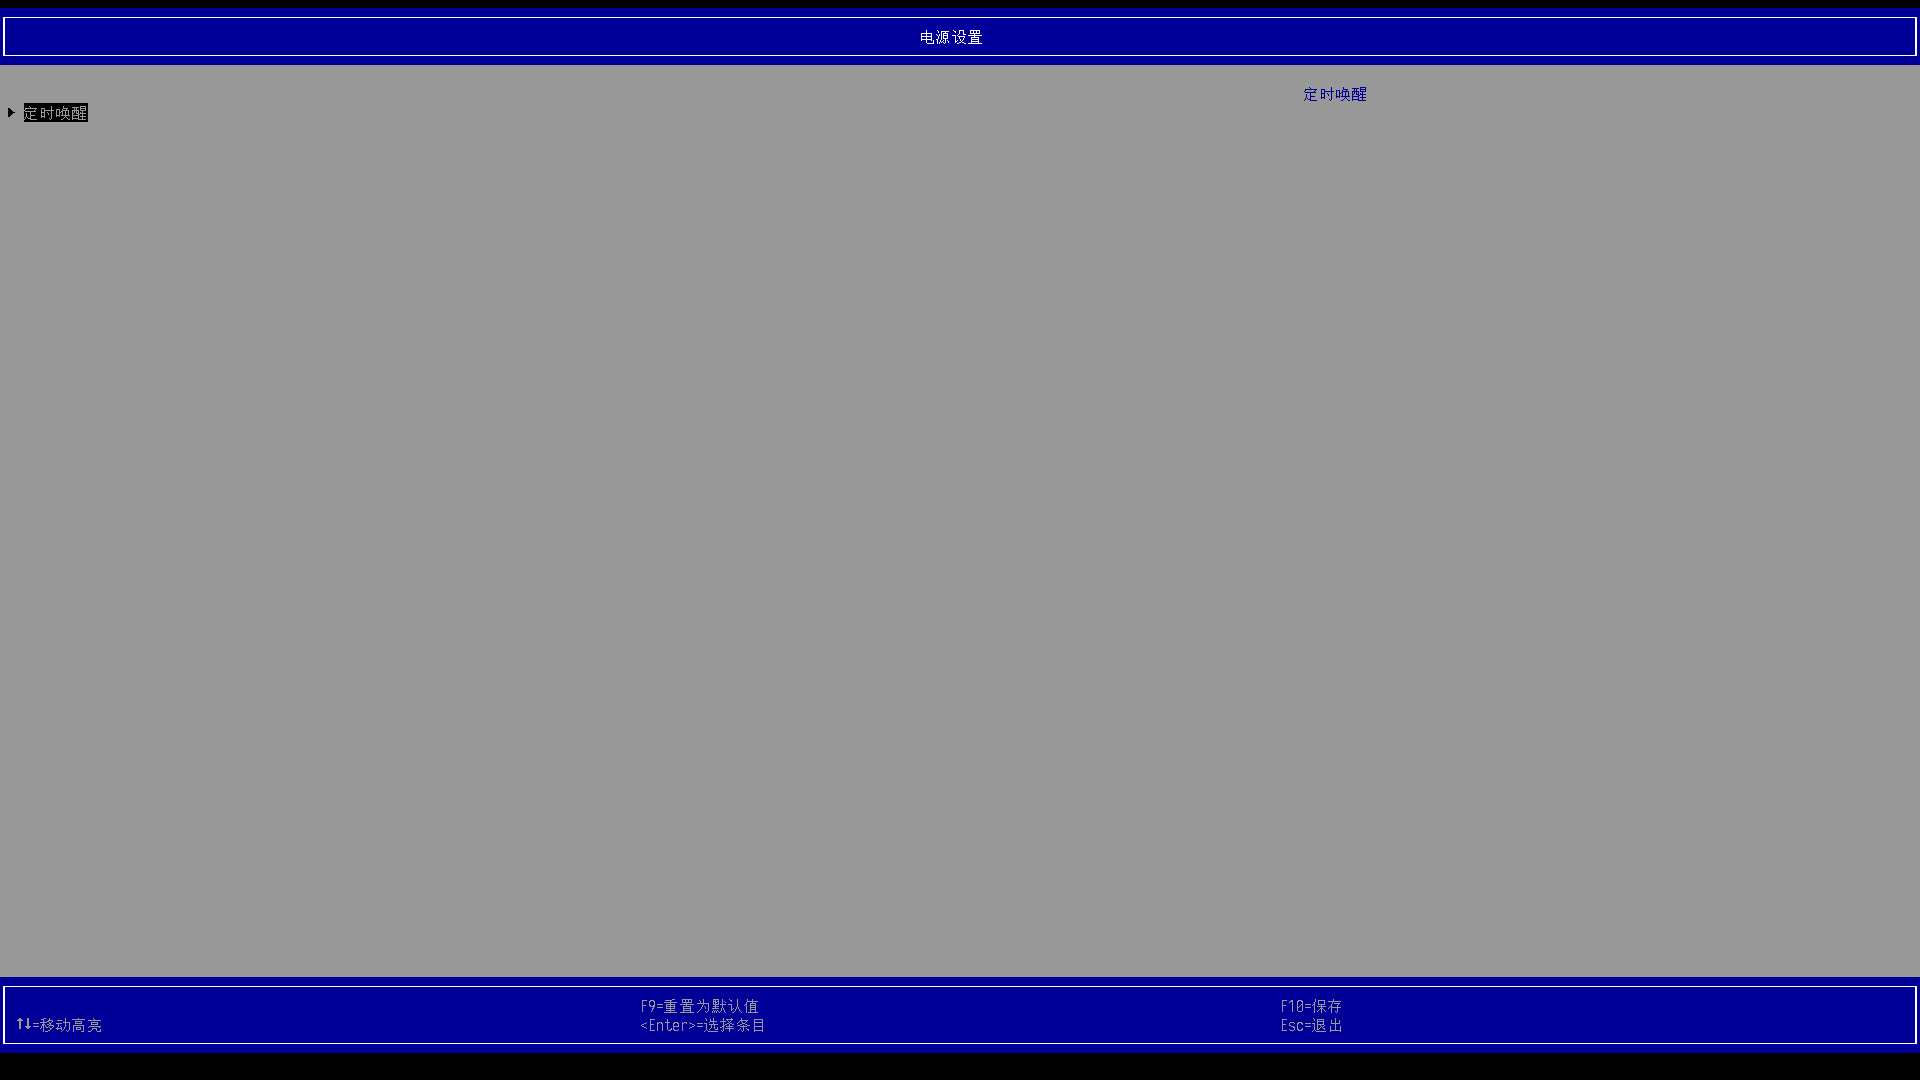 电源设置
定时唤醒
定时唤醒
F9=重置为默认值
F10=保存
↑↓=移动高亮
<Enter>=选择条目
Esc=退出